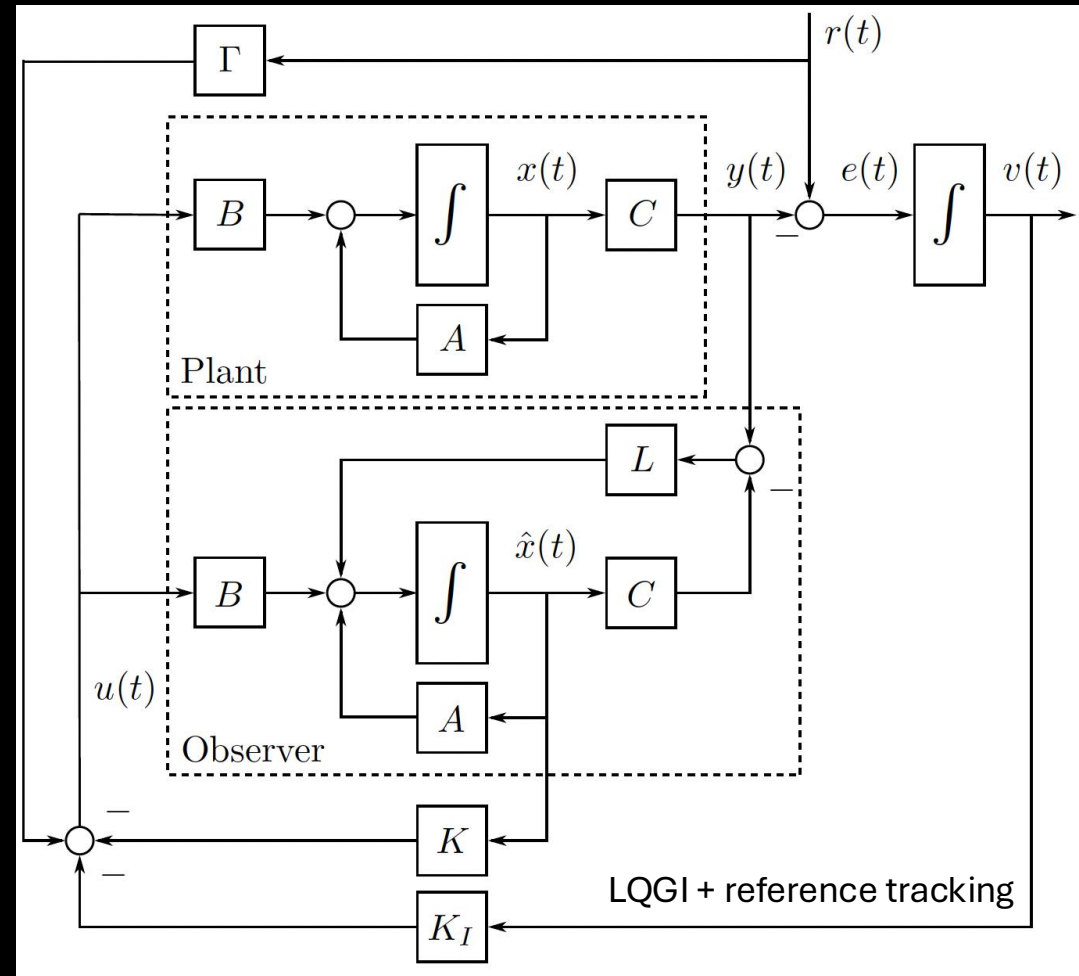 r(t)
Γ
x(t)
y(t)
e(t)
v(t)
B
∫
C
∫
−
A
Plant
L
−
x̂(t)
B
∫
C
u(t)
A
Observer
−
K
−
LQGI + reference tracking
K_I